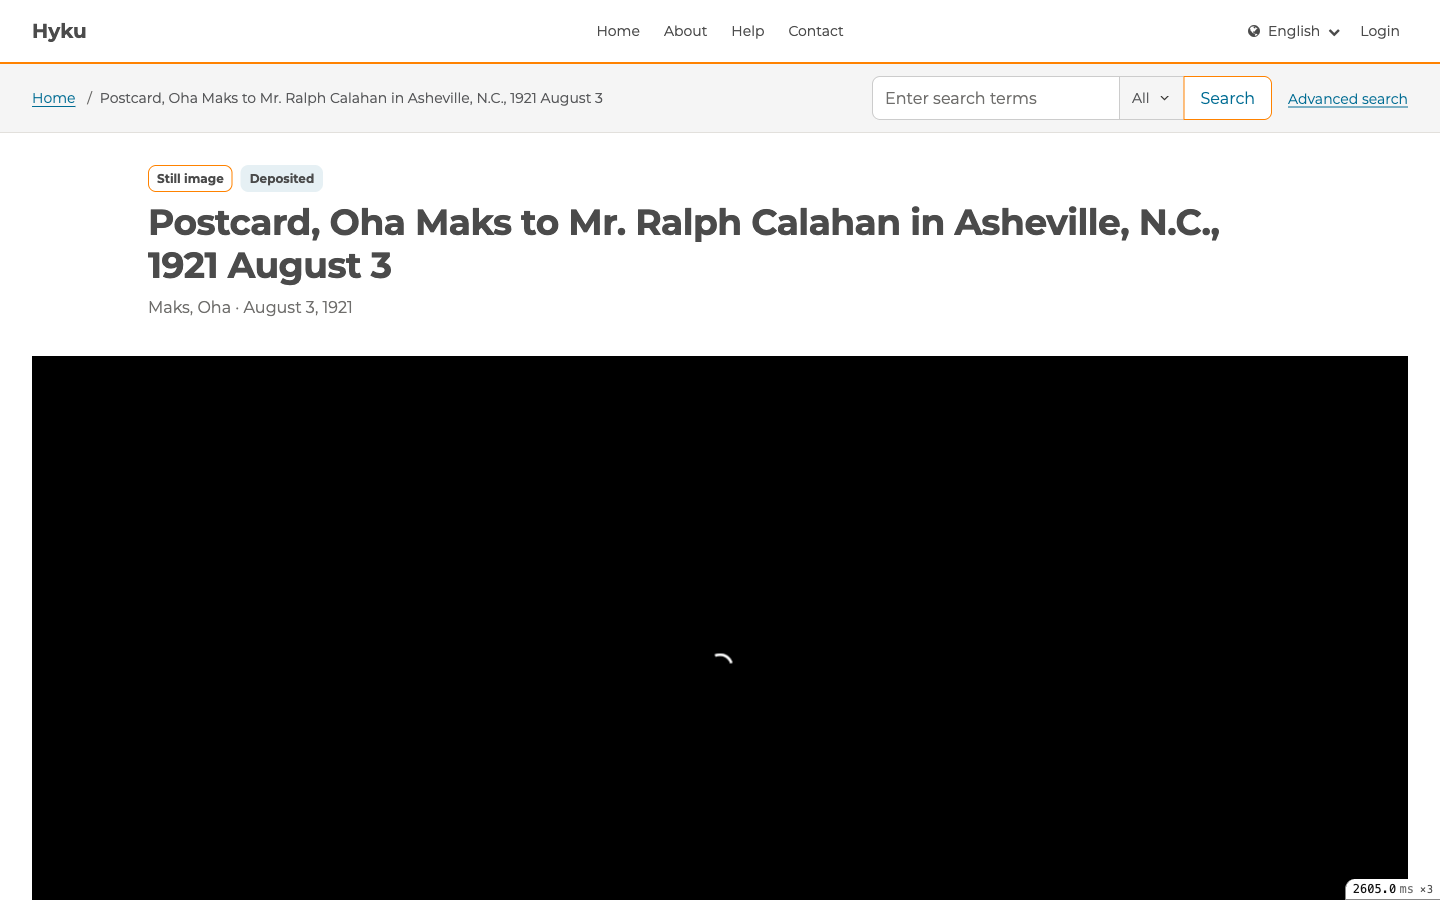 Hyku
Home About Help Contact
English Login
Home / Postcard, Oha Maks to Mr. Ralph Calahan in Asheville, N.C., 1921 August 3
Enter search terms All Search Advanced search
Still image Deposited
Postcard, Oha Maks to Mr. Ralph Calahan in Asheville, N.C.,
1921 August 3
Maks, Oha · August 3, 1921
2605.0 ms ×3